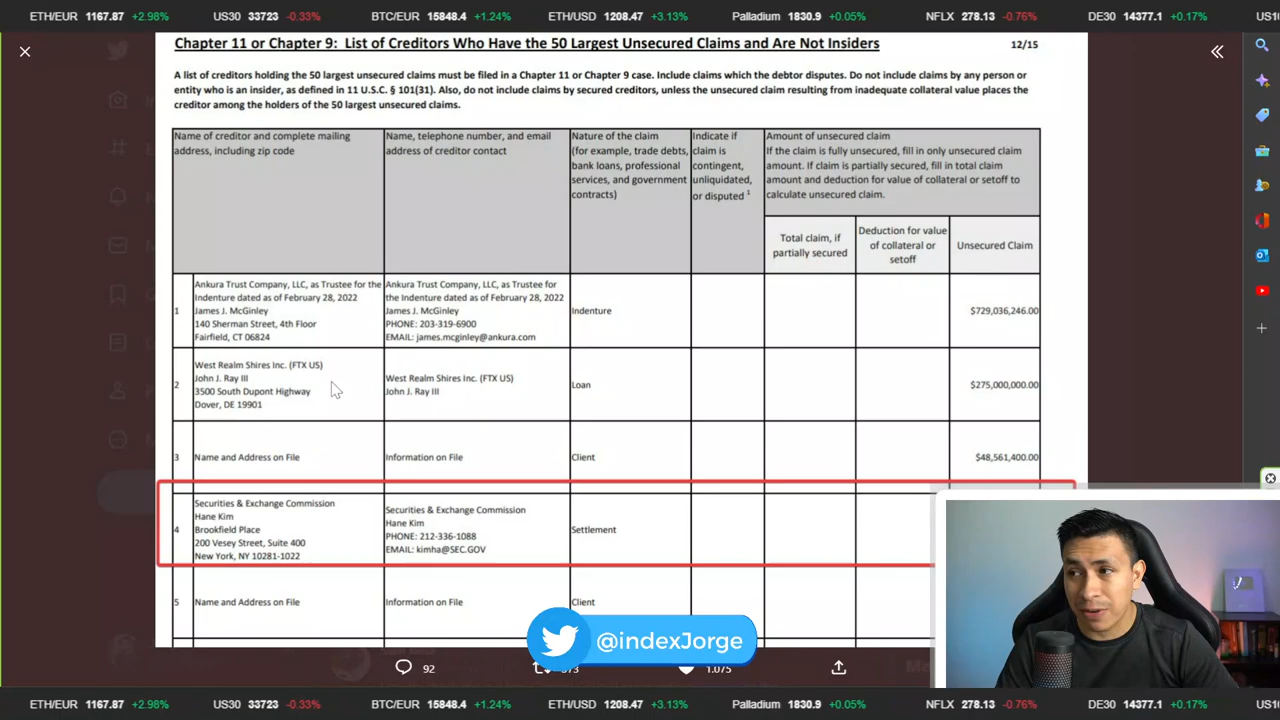 ETH/EUR 1167.87 +2.98% US30 33723 -0.33% BTC/EUR 15848.4 +1.24% ETH/USD 1208.47 +3.13% Palladium 1830.9 +0.05% NFLX 278.13 -0.76% DE30 14377.1 +0.17% US1
Chapter 11 or Chapter 9: List of Creditors Who Have the 50 Largest Unsecured Claims and Are Not Insiders
12/15
A list of creditors holding the 50 largest unsecured claims must be filed in a Chapter 11 or Chapter 9 case. Include claims which the debtor disputes. Do not include claims by any person or
entity who is an insider, as defined in 11 U.S.C. § 101(31). Also, do not include claims by secured creditors, unless the unsecured claim resulting from inadequate collateral value places the
creditor among the holders of the 50 largest unsecured claims.
Name of creditor and complete mailing
address, including zip code
Name, telephone number, and email
address of creditor contact
Nature of the claim
(for example, trade debts,
bank loans, professional
services, and government
contracts)
Indicate if
claim is
contingent,
unliquidated,
or disputed 1
Amount of unsecured claim
If the claim is fully unsecured, fill in only unsecured claim
amount. If claim is partially secured, fill in total claim
amount and deduction for value of collateral or setoff to
calculate unsecured claim.
Total claim, if
partially secured
Deduction for value
of collateral or
setoff
Unsecured Claim
1
Ankura Trust Company, LLC, as Trustee for the
Indenture dated as of February 28, 2022
James J. McGinley
140 Sherman Street, 4th Floor
Fairfield, CT 06824
Ankura Trust Company, LLC, as Trustee for
the Indenture dated as of February 28, 2022
James J. McGinley
PHONE: 203-319-6900
EMAIL: james.mcginley@ankura.com
Indenture
$729,036,246.00
2
West Realm Shires Inc. (FTX US)
John J. Ray III
3500 South Dupont Highway
Dover, DE 19901
West Realm Shires Inc. (FTX US)
John J. Ray III
Loan
$275,000,000.00
3
Name and Address on File
Information on File
Client
$48,561,400.00
4
Securities & Exchange Commission
Hane Kim
Brookfield Place
200 Vesey Street, Suite 400
New York, NY 10281-1022
Securities & Exchange Commission
Hane Kim
PHONE: 212-336-1088
EMAIL: kimha@SEC.GOV
Settlement
5
Name and Address on File
Information on File
Client
@indexJorge
92
1.075
ETH/EUR 1167.87 +2.98% US30 33723 -0.33% BTC/EUR 15848.4 +1.24% ETH/USD 1208.47 +3.13% Palladium 1830.9 +0.05% NFLX 278.13 -0.76% DE30 14377.1 +0.17% US1